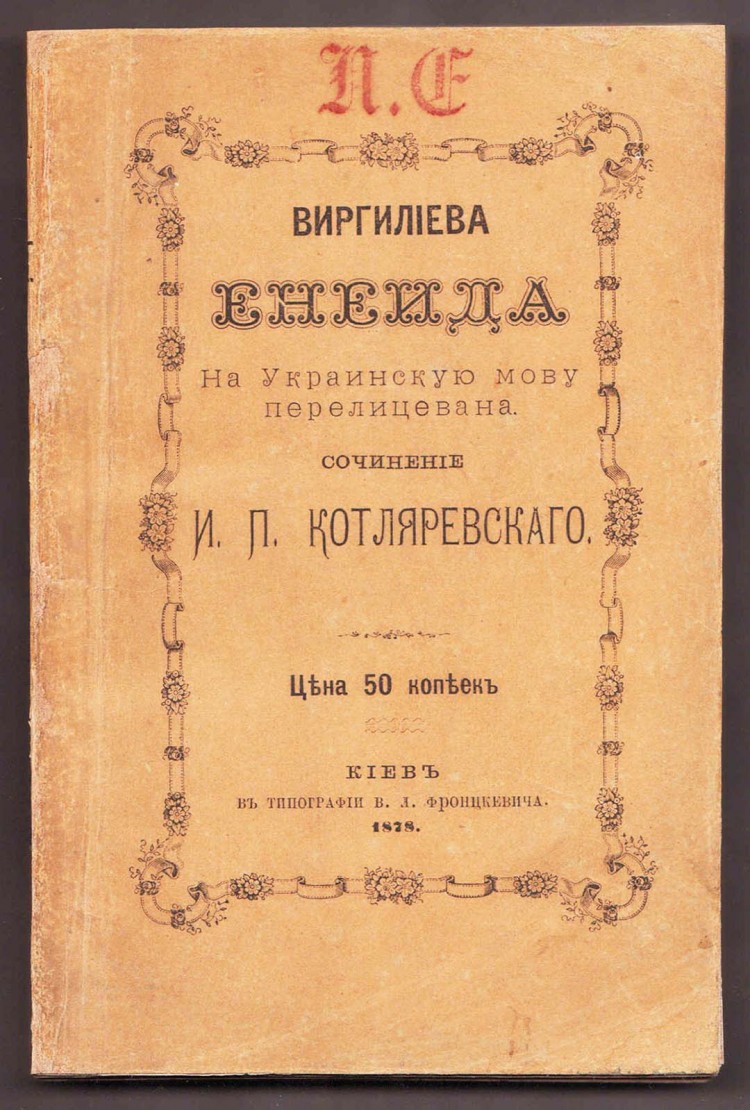 П. Е
ВИРГИЛІЕВА
ЕНЕИДА
На Украинскую мову
перелицевана.
СОЧИНЕНІЕ
И. П. КОТЛЯРЕВСКАГО.
Цѣна 50 копѣекъ
КІЕВЪ
ВЪ ТИПОГРАФІИ В. Л. ФРОНЦКЕВИЧА.
1878.